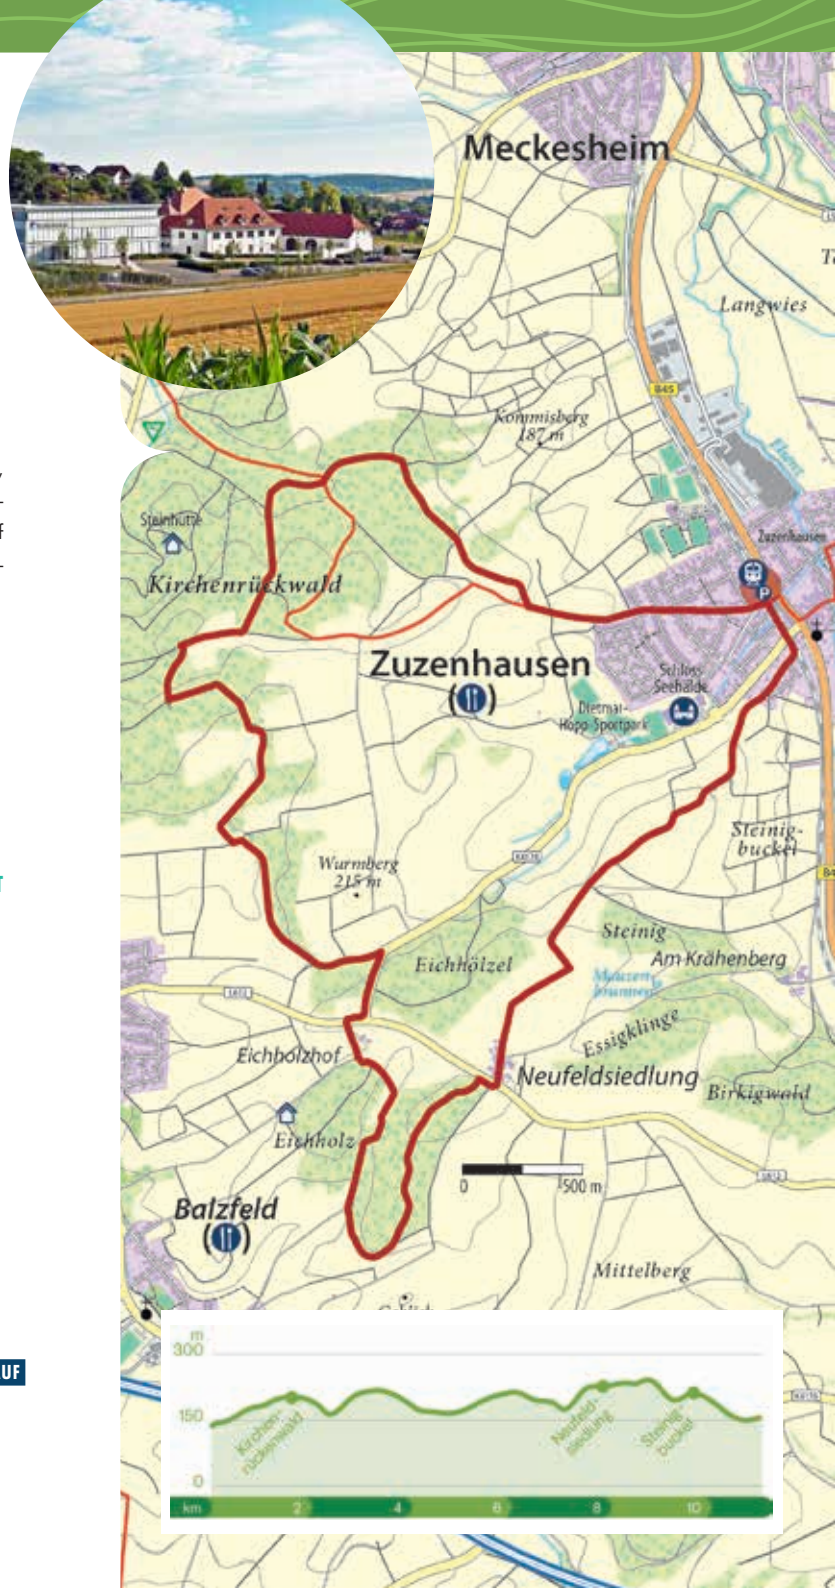 Meckesheim
Langwies
B45
Kommisberg
187 m
Steinhütte
Kirchenrückwald
Zuzenhausen
P
Zuzenhausen
Schloss
Seehälde
Dietmar-
Hopp-Sportpark
Steinig-
buckel
Wurmberg
215 m
Steinig
Am Krähenberg
Eichhölzel
Essigklinge
Eichholzhof
Neufeldsiedlung
Birkigwald
Eichholz
0 500 m
L612
Balzfeld
Mittelberg
UF
m
300
150
0
Kirchen-
rückenwald
Neufeld-
siedlung
Steinig
buckel
km 2 4 6 8 10